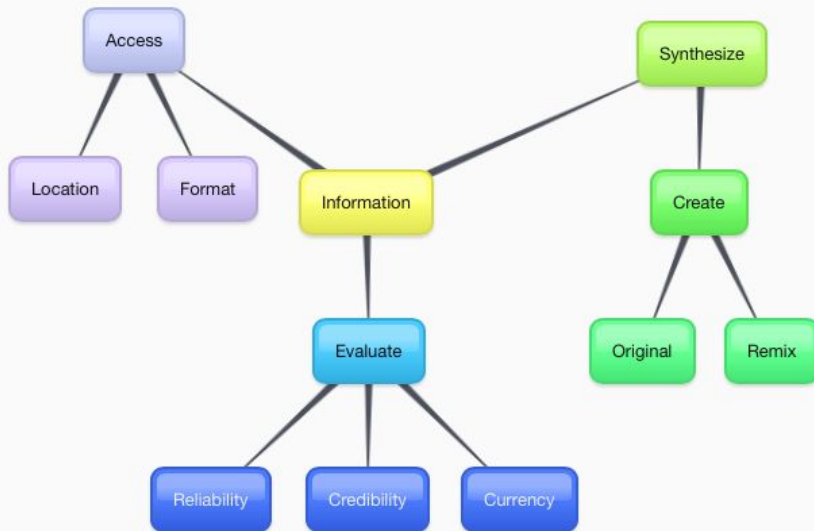 Access
Synthesize
Location
Format
Information
Create
Evaluate
Original
Remix
Reliability
Credibility
Currency